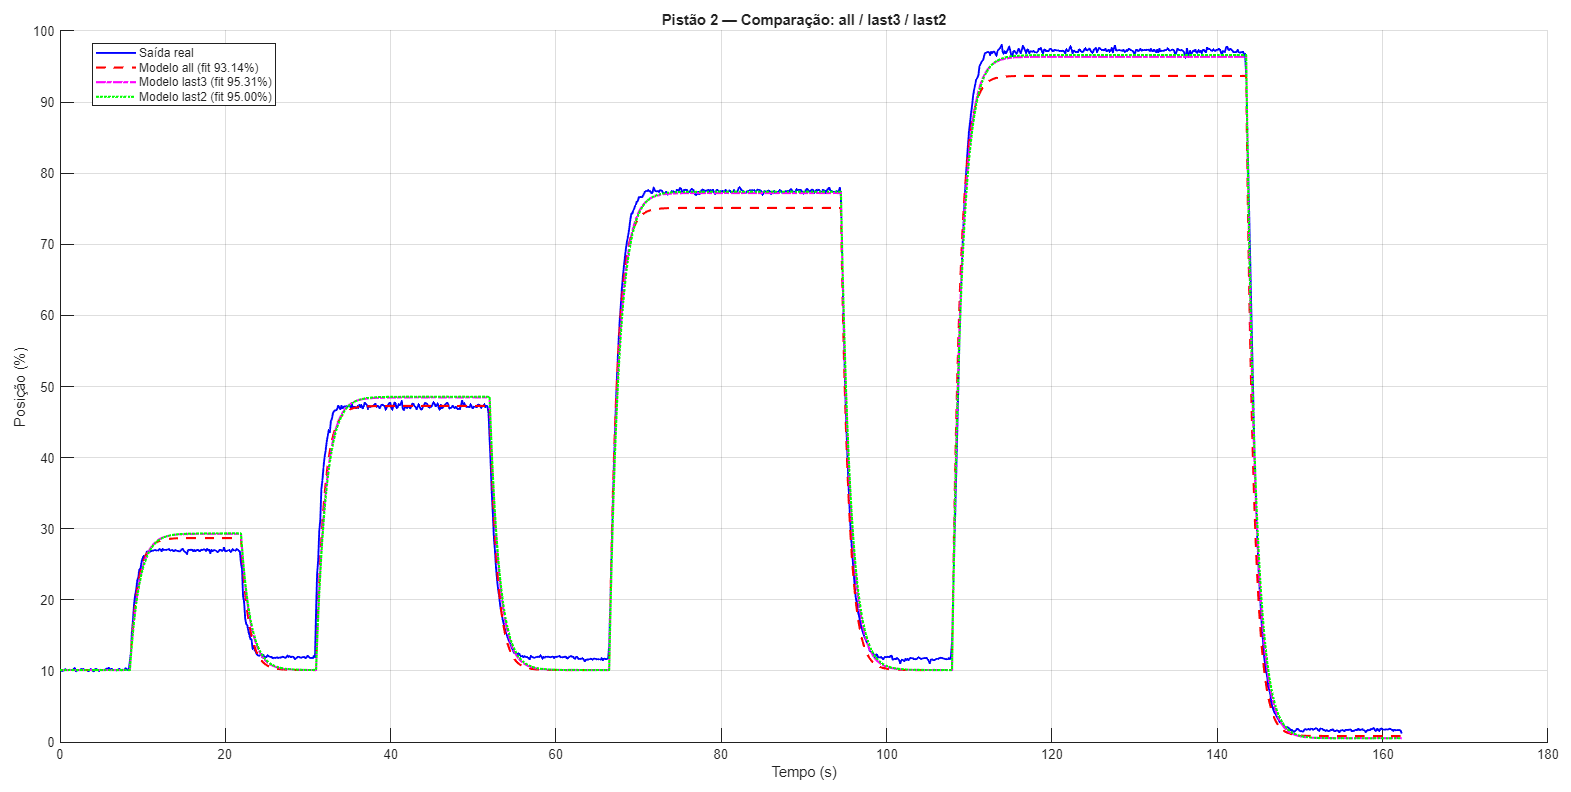 Pistão 2 — Comparação: all / last3 / last2
Saída real
Modelo all (fit 93.14%)
Modelo last3 (fit 95.31%)
Modelo last2 (fit 95.00%)
100
90
80
70
60
50
40
30
20
10
0
Posição (%)
0 20 40 60 80 100 120 140 160 180
Tempo (s)